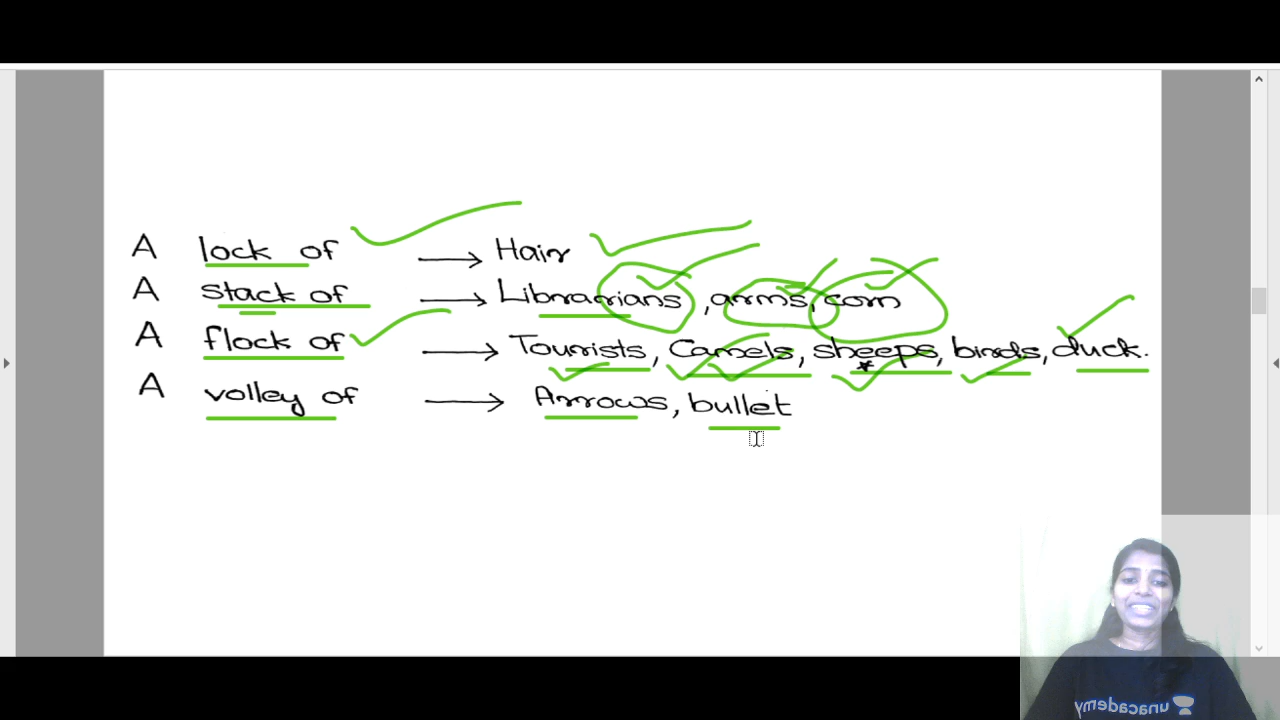 A lock of → Hair
A stack of → Librarians, arms, corn
A flock of → Tourists, Camels, sheeps, birds, duck.
A volley of → Arrows, bullet
unacademy